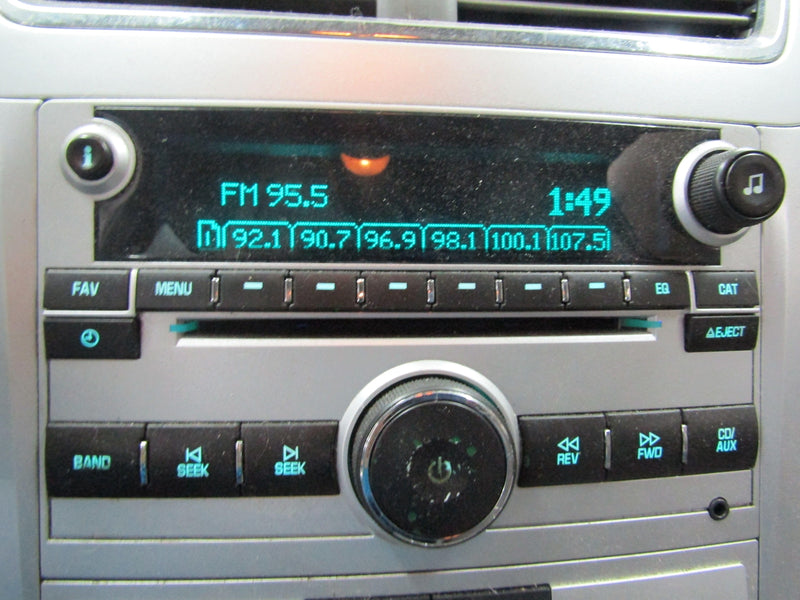 i
FM 95.5 1:49
1 92.1 90.7 96.9 98.1 100.1 107.5
FAV MENU EQ CAT
EJECT
BAND SEEK SEEK REV FWD CD/
AUX